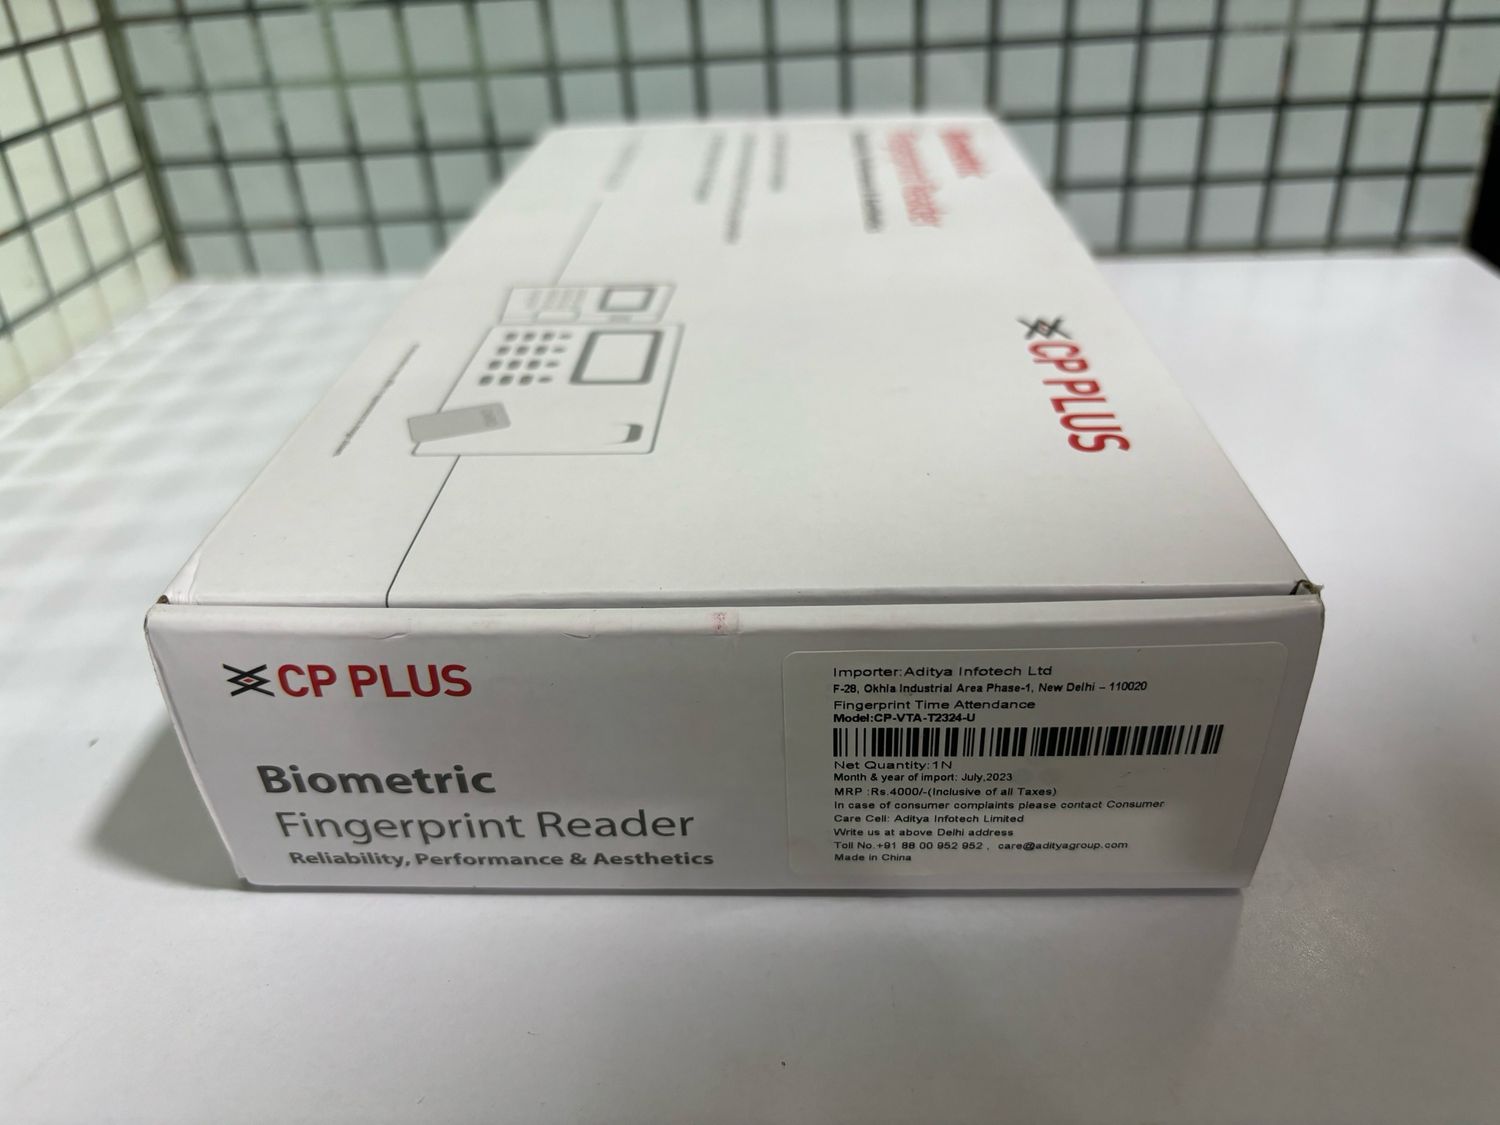 Biometric
Fingerprint Reader
CP PLUS
CP PLUS
Biometric
Fingerprint Reader
Reliability, Performance & Aesthetics
Importer:Aditya Infotech Ltd
F-28, Okhla Industrial Area Phase-1, New Delhi – 110020
Fingerprint Time Attendance
Model:CP-VTA-T2324-U
Net Quantity:1N
Month & year of import: July,2023
MRP :Rs.4000/-(Inclusive of all Taxes)
In case of consumer complaints please contact Consumer
Care Cell: Aditya Infotech Limited
Write us at above Delhi address
Toll No.+91 88 00 952 952 , care@adityagroup.com
Made in China